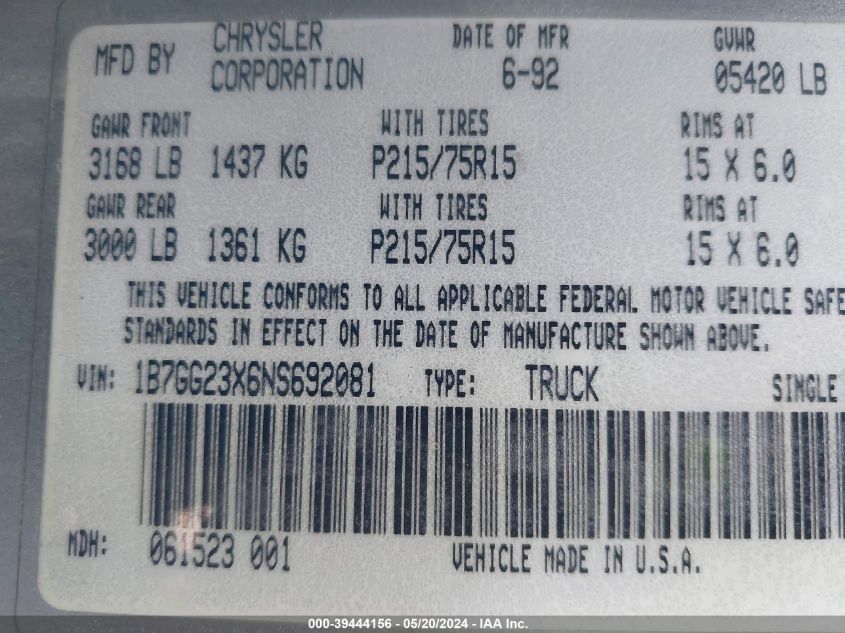 MFD BY CHRYSLER CORPORATION DATE OF MFR 6-92 GVWR 05420 LB
GAWR FRONT WITH TIRES RIMS AT
3168 LB 1437 KG P215/75R15 15 X 6.0
GAWR REAR WITH TIRES RIMS AT
3000 LB 1361 KG P215/75R15 15 X 6.0
THIS VEHICLE CONFORMS TO ALL APPLICABLE FEDERAL MOTOR VEHICLE SAFE
STANDARDS IN EFFECT ON THE DATE OF MANUFACTURE SHOWN ABOVE.
VIN: 1B7GG23X6NS692081 TYPE: TRUCK SINGLE
MDH: 061523 001 VEHICLE MADE IN U.S.A.
000-39444156 - 05/20/2024 - IAA Inc.